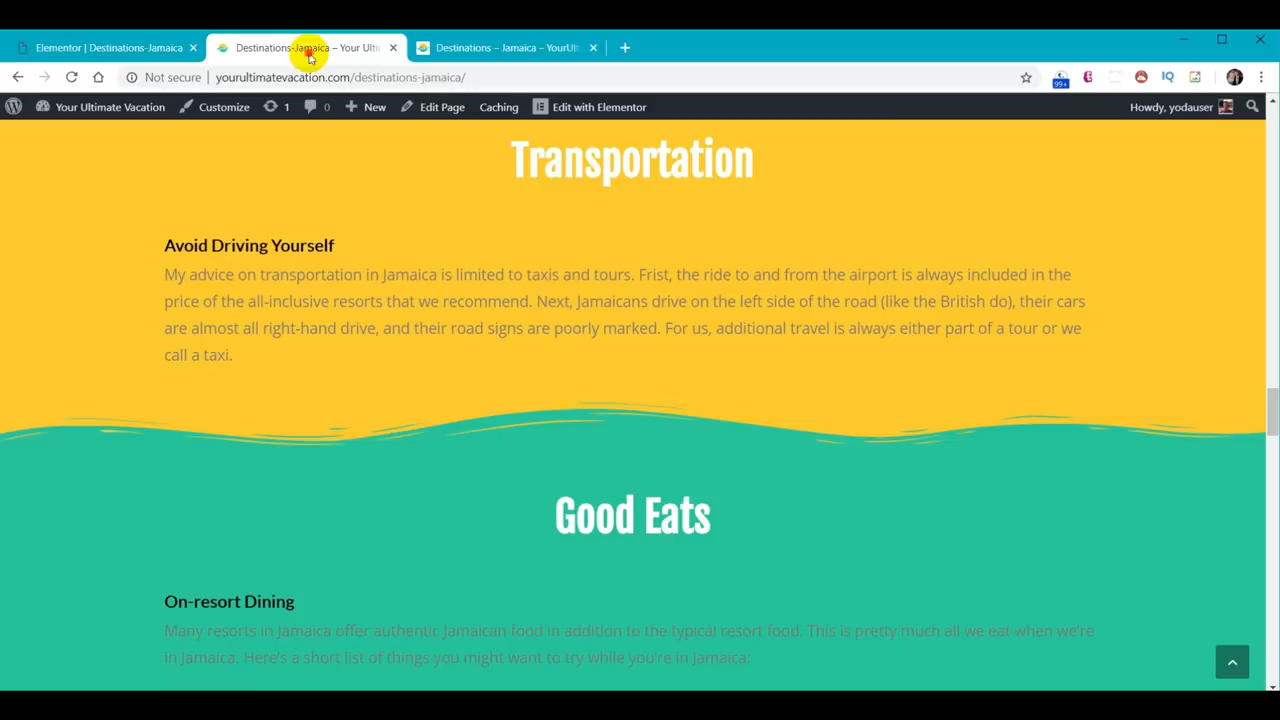 Elementor | Destinations-Jamaica
Destinations-Jamaica – Your Ulti
Destinations – Jamaica – YourUlt
Not secure | yourultimatevacation.com/destinations-jamaica/
99+
IQ
Your Ultimate Vacation
Customize
1
0
New
Edit Page
Caching
Edit with Elementor
Howdy, yodauser
Transportation
Avoid Driving Yourself
My advice on transportation in Jamaica is limited to taxis and tours. Frist, the ride to and from the airport is always included in the
price of the all-inclusive resorts that we recommend. Next, Jamaicans drive on the left side of the road (like the British do), their cars
are almost all right-hand drive, and their road signs are poorly marked. For us, additional travel is always either part of a tour or we
call a taxi.
Good Eats
On-resort Dining
Many resorts in Jamaica offer authentic Jamaican food in addition to the typical resort food. This is pretty much all we eat when we're
in Jamaica. Here's a short list of things you might want to try while you're in Jamaica: